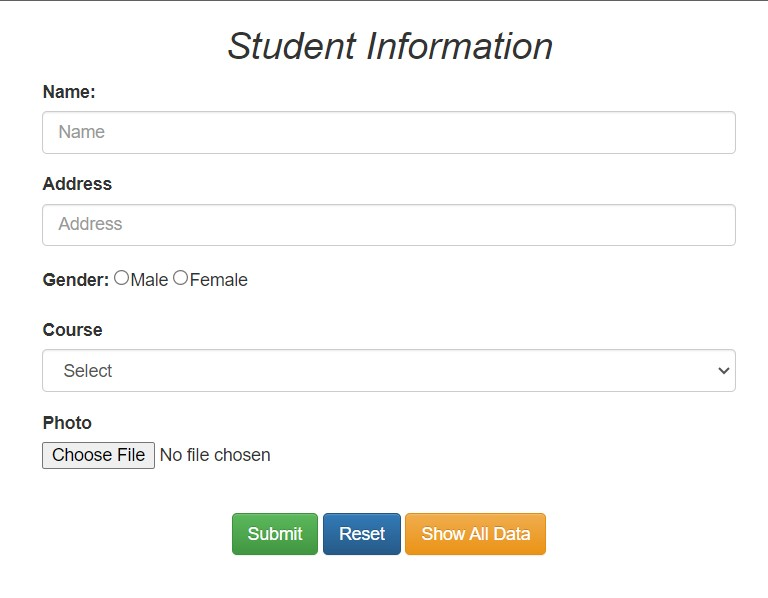 Student Information
Name:
Name
Address
Address
Gender: Male Female
Course
Select
Photo
Choose File No file chosen
Submit Reset Show All Data